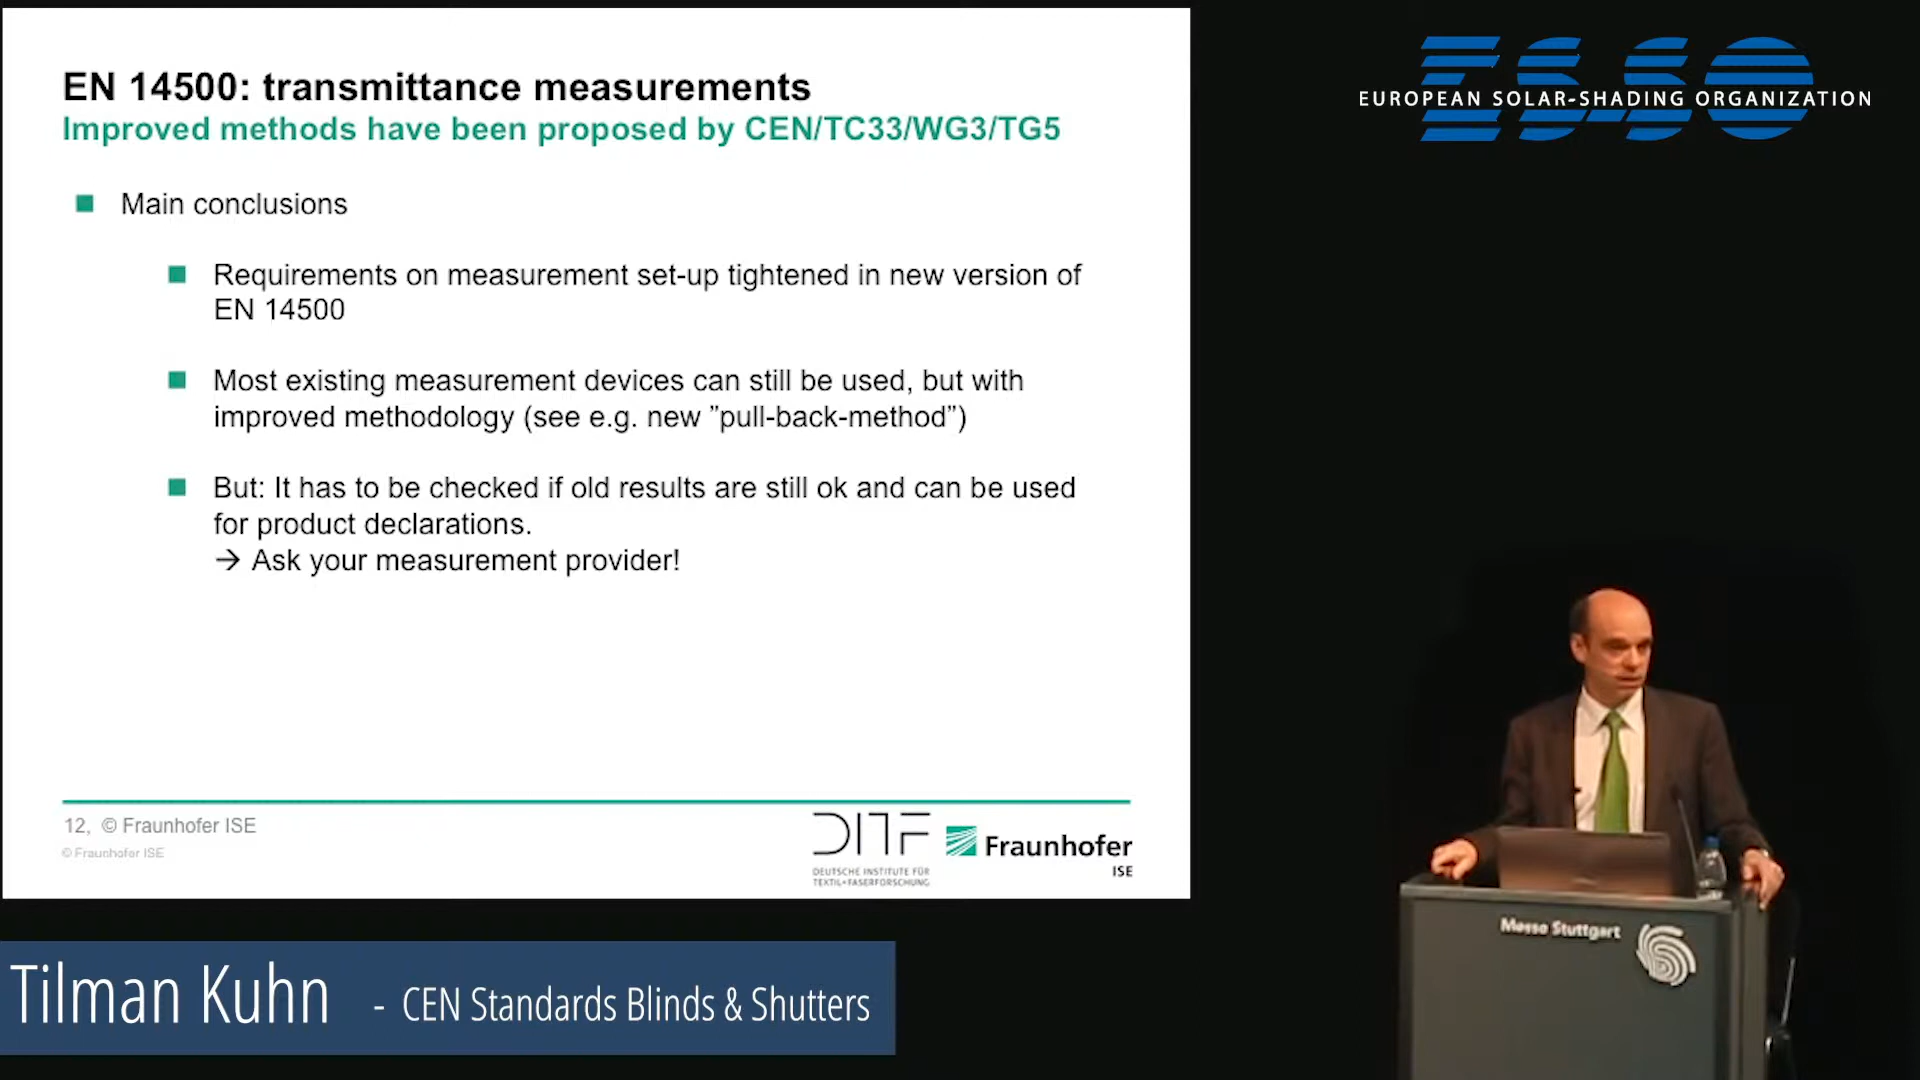 EN 14500: transmittance measurements
Improved methods have been proposed by CEN/TC33/WG3/TG5
Main conclusions
Requirements on measurement set-up tightened in new version of
EN 14500
Most existing measurement devices can still be used, but with
improved methodology (see e.g. new ”pull-back-method”)
But: It has to be checked if old results are still ok and can be used
for product declarations.
→ Ask your measurement provider!
12, © Fraunhofer ISE
© Fraunhofer ISE
DITF
DEUTSCHE INSTITUTE FÜR
TEXTIL+FASERFORSCHUNG
Fraunhofer
ISE
ESSO
EUROPEAN SOLAR-SHADING ORGANIZATION
Messe Stuttgart
Tilman Kuhn - CEN Standards Blinds & Shutters